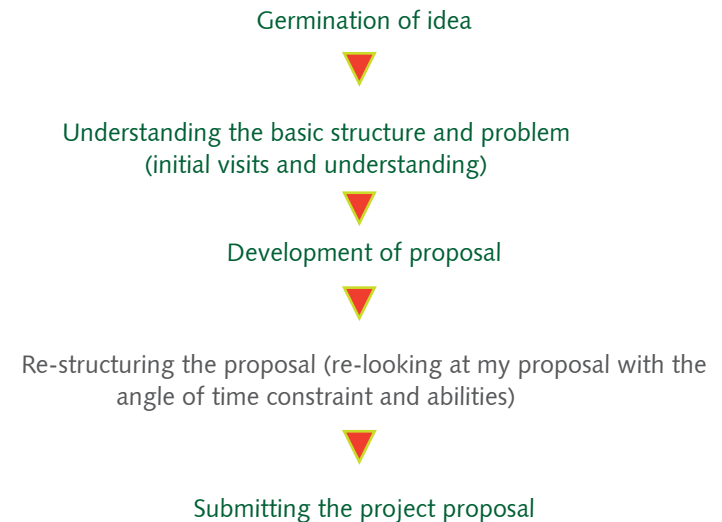 Germination of idea
Understanding the basic structure and problem
(initial visits and understanding)
Development of proposal
Re-structuring the proposal (re-looking at my proposal with the
angle of time constraint and abilities)
Submitting the project proposal